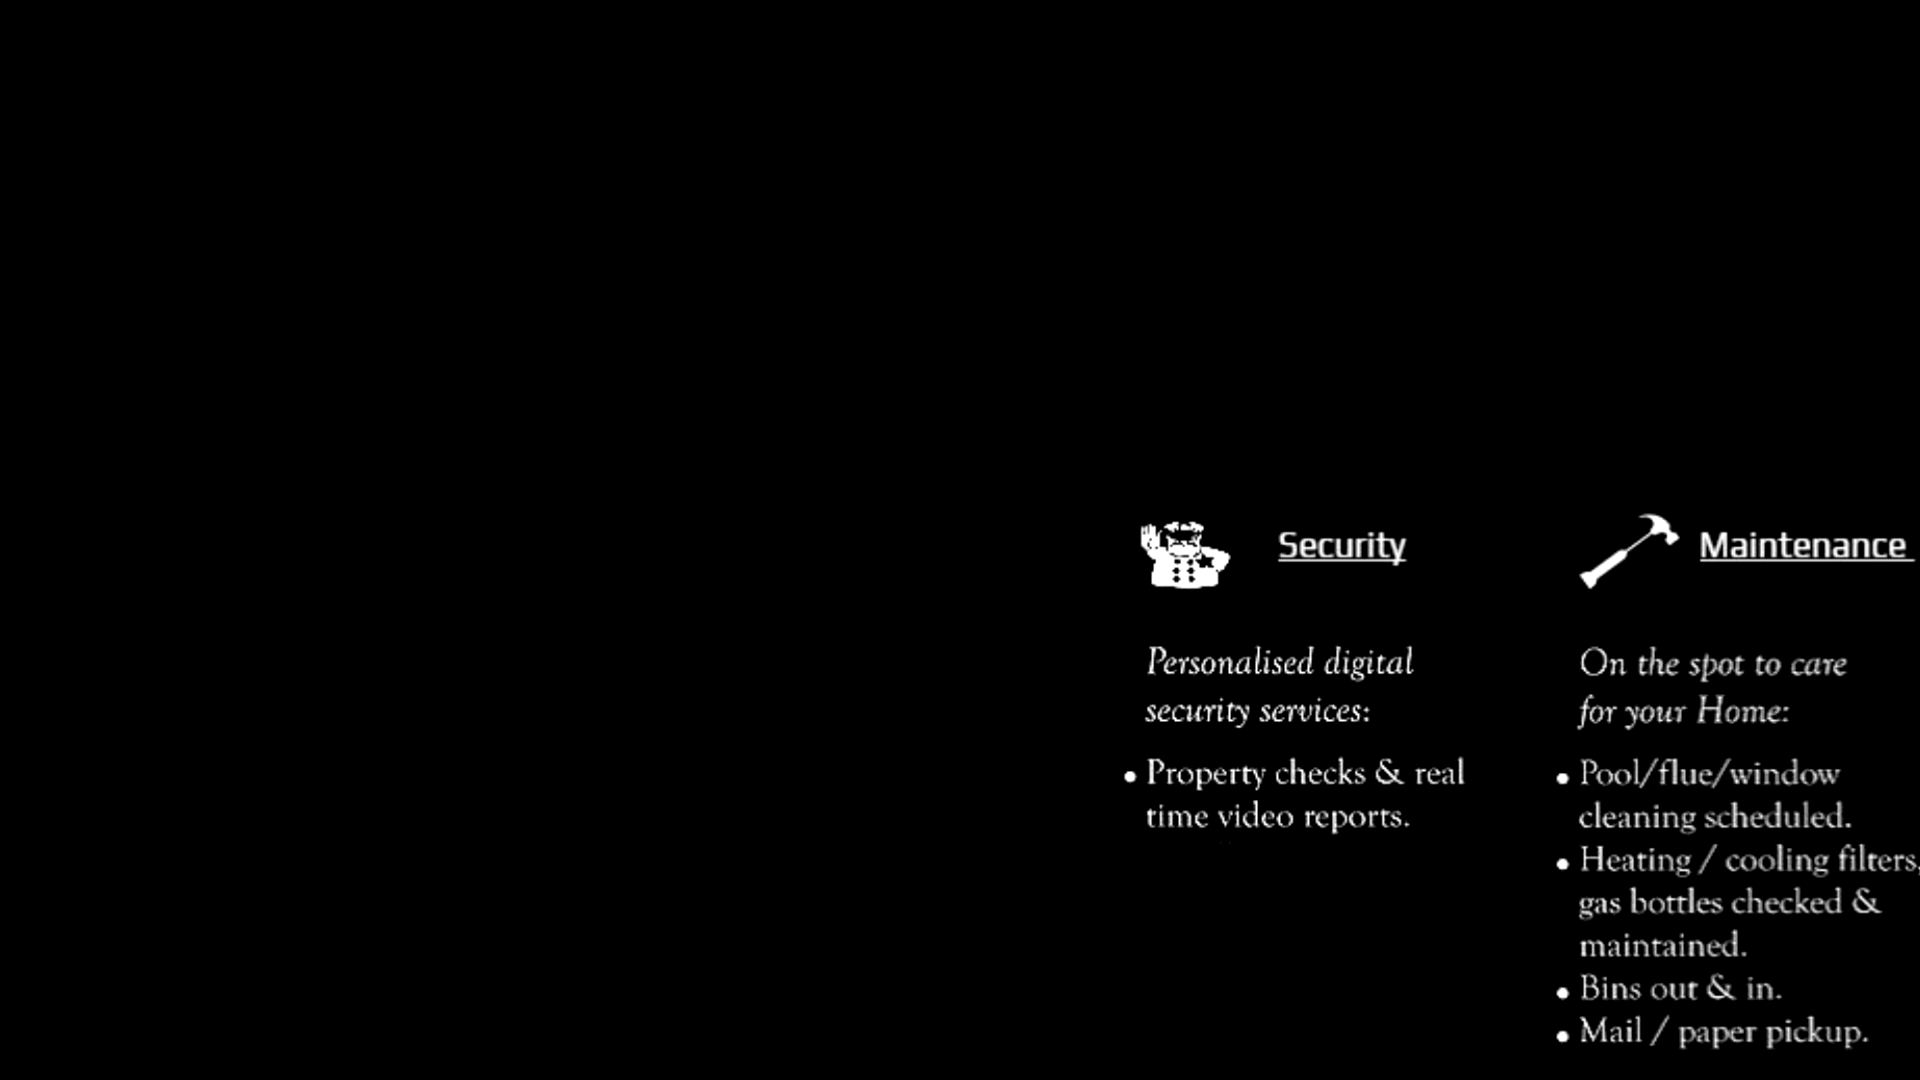 Security
Personalised digital
security services:
• Property checks & real
time video reports.
Maintenance
On the spot to care
for your Home:
• Pool/flue/window
cleaning scheduled.
• Heating / cooling filters,
gas bottles checked &
maintained.
• Bins out & in.
• Mail / paper pickup.